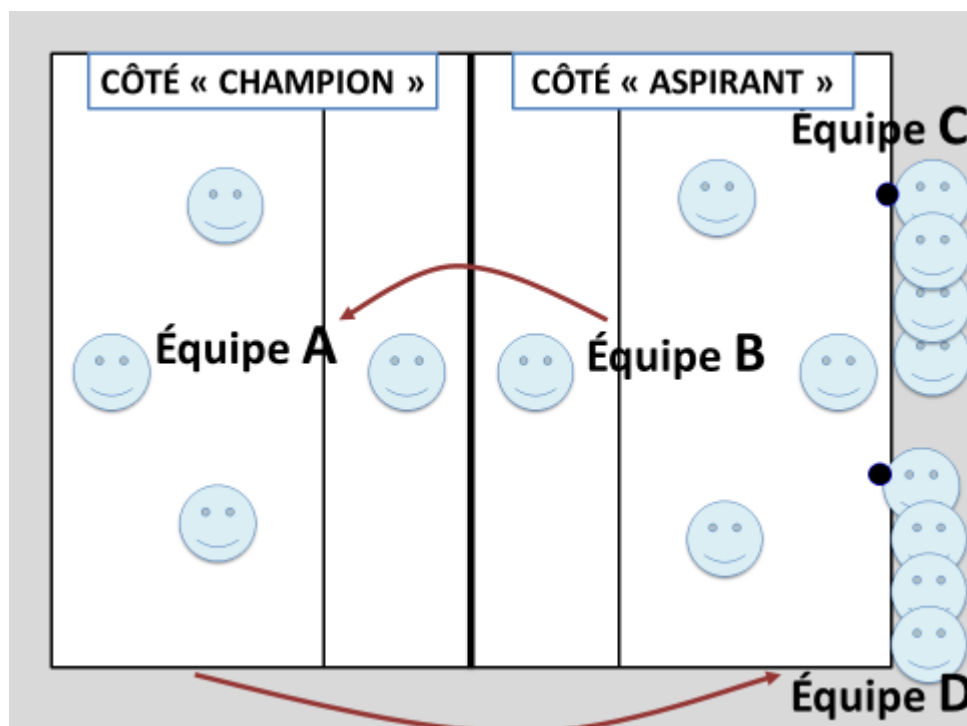 CÔTÉ « CHAMPION »
CÔTÉ « ASPIRANT »
Équipe C
Équipe A
Équipe B
Équipe D